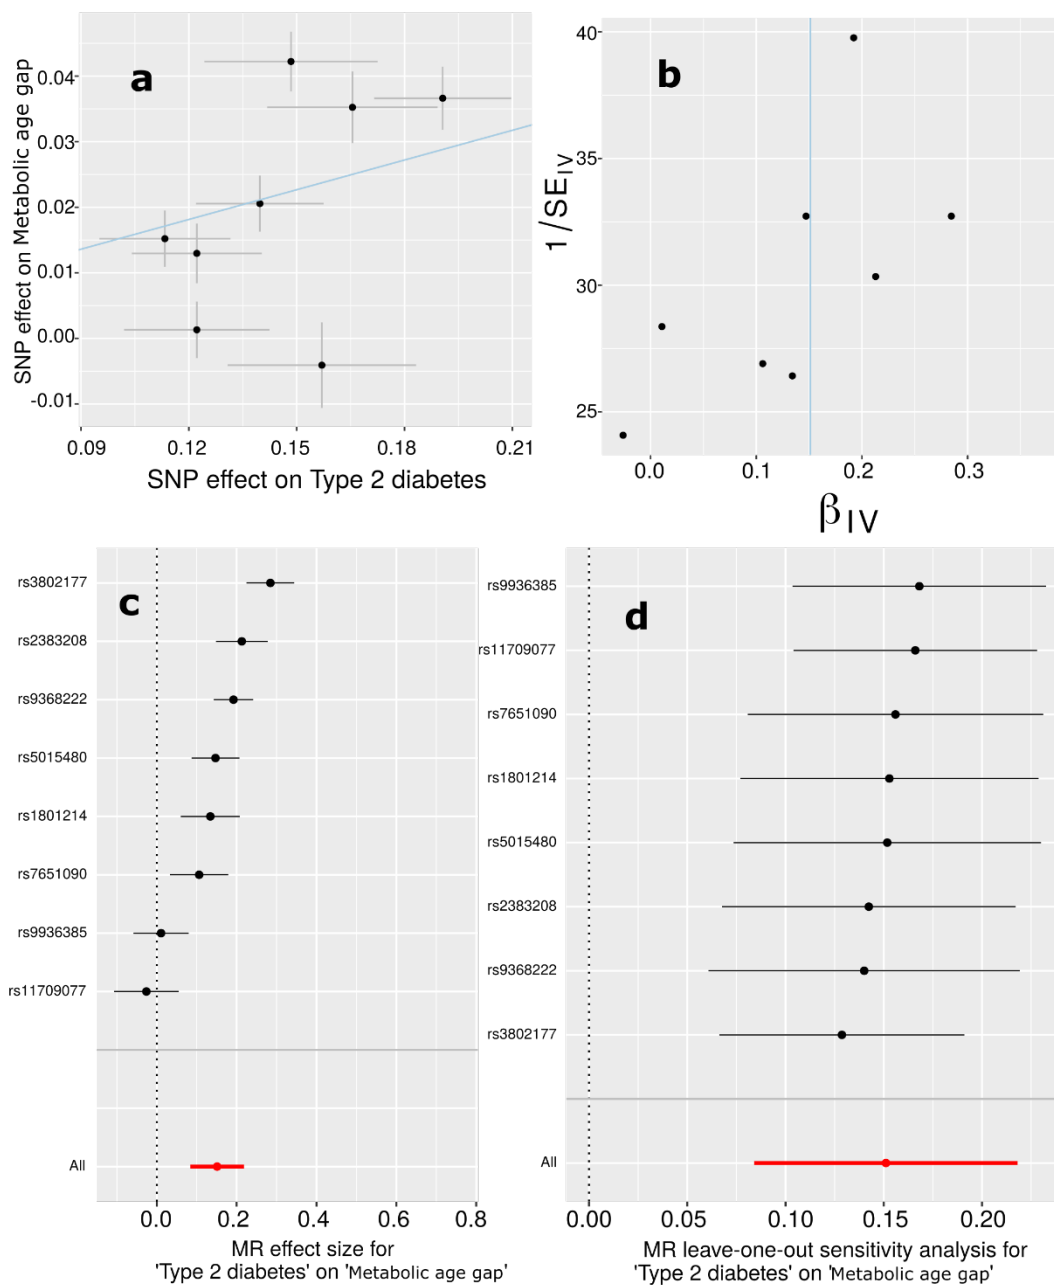 a
SNP effect on Metabolic age gap
0.04
0.03
0.02
0.01
0.00
-0.01
0.09 0.12 0.15 0.18 0.21
SNP effect on Type 2 diabetes
b
1/SE_IV
40
35
30
25
0.0 0.1 0.2 0.3
β_IV
c
rs3802177
rs2383208
rs9368222
rs5015480
rs1801214
rs7651090
rs9936385
rs11709077
All
0.0 0.2 0.4 0.6 0.8
MR effect size for
'Type 2 diabetes' on 'Metabolic age gap'
d
rs9936385
rs11709077
rs7651090
rs1801214
rs5015480
rs2383208
rs9368222
rs3802177
All
0.00 0.05 0.10 0.15 0.20
MR leave-one-out sensitivity analysis for
'Type 2 diabetes' on 'Metabolic age gap'